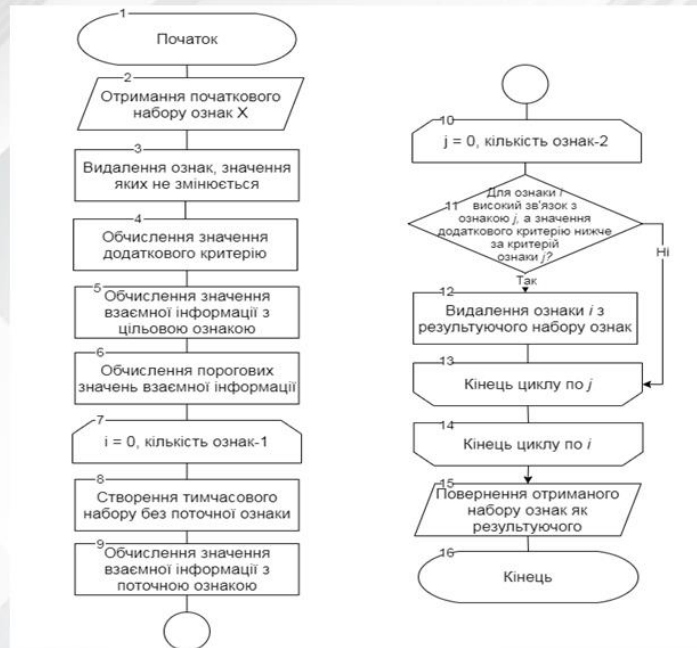 1
Початок
2
Отримання початкового
набору ознак X
3
Видалення ознак, значення
яких не змінюється
4
Обчислення значення
додаткового критерію
5
Обчислення значення
взаємної інформації з
цільовою ознакою
6
Обчислення порогових
значень взаємної інформації
7
i = 0, кількість ознак-1
8
Створення тимчасового
набору без поточної ознаки
9
Обчислення значення
взаємної інформації з
поточною ознакою
10
j = 0, кількість ознак-2
11
Для ознаки i
високий зв'язок з
ознакою j, а значення
додаткового критерію нижче
за критерій
ознаки j?
Ні
Так
12
Видалення ознаки i з
результуючого набору ознак
13
Кінець циклу по j
14
Кінець циклу по i
15
Повернення отриманого
набору ознак як
результуючого
16
Кінець